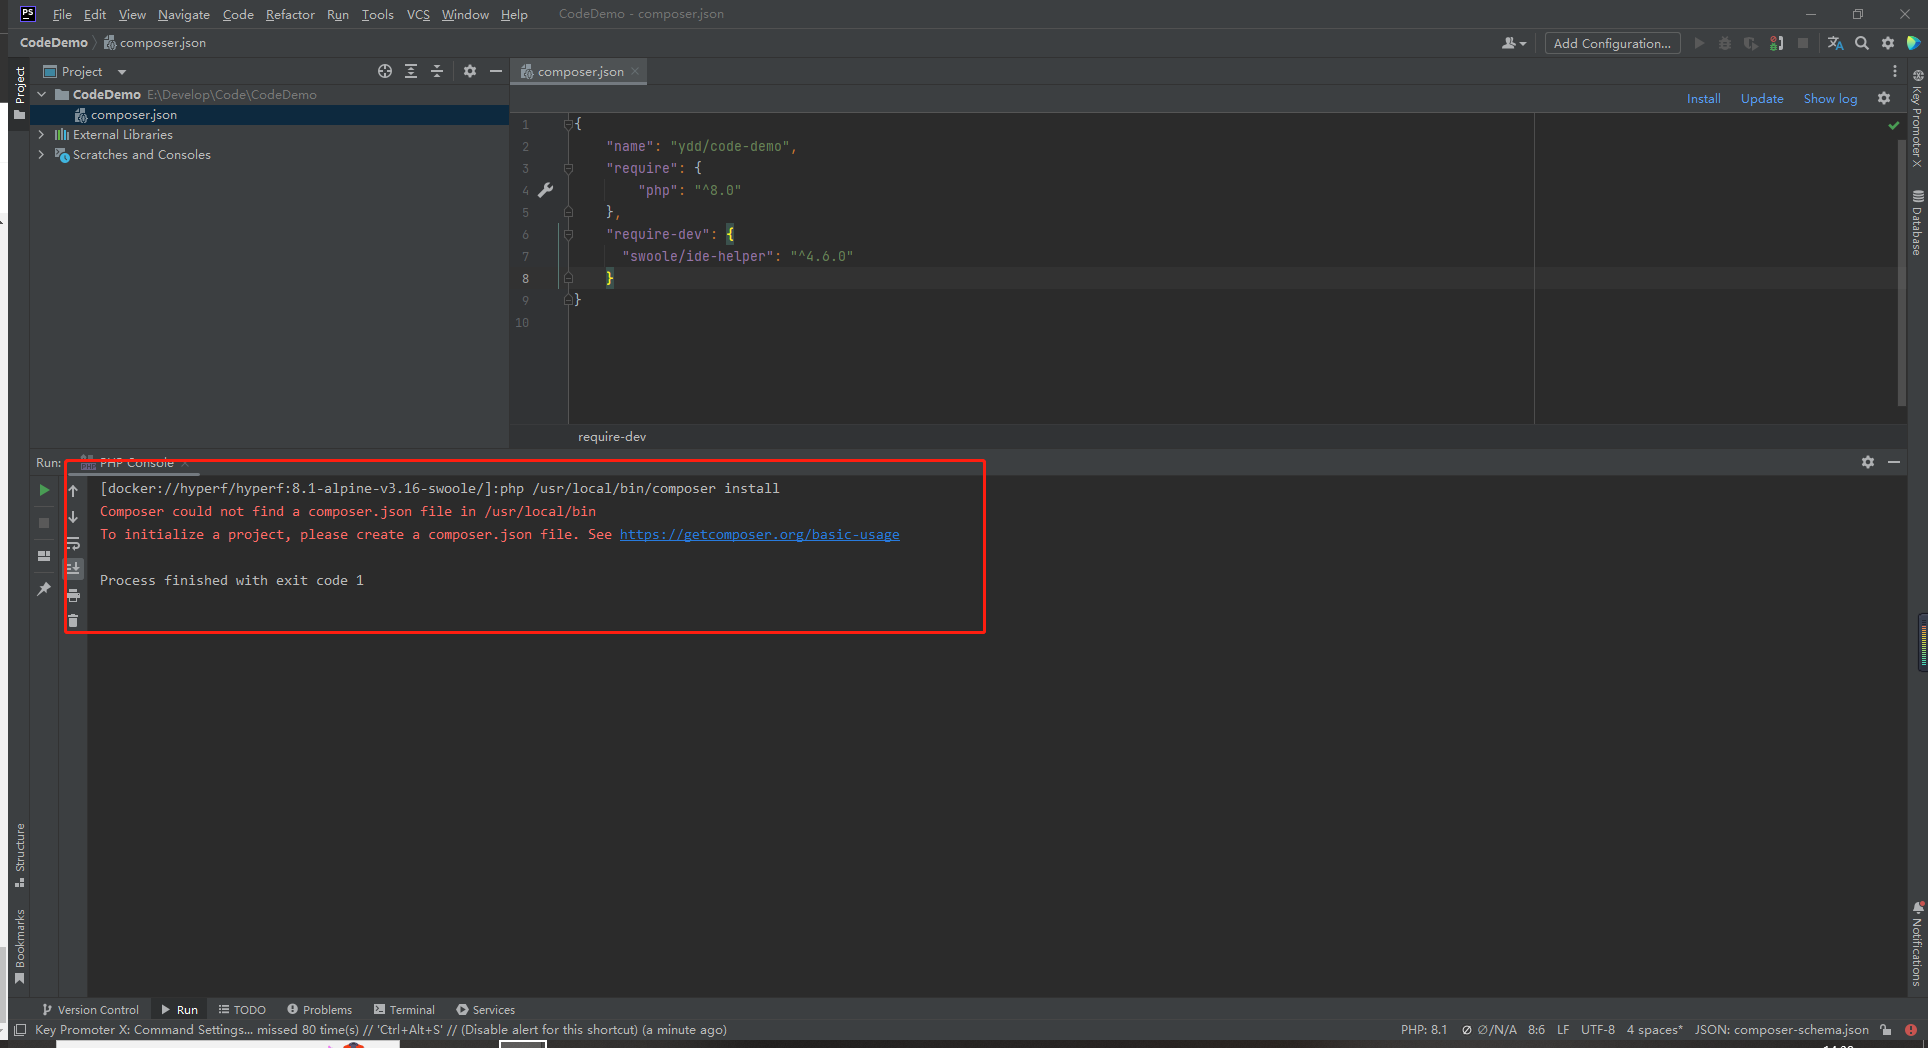 PS File Edit View Navigate Code Refactor Run Tools VCS Window Help CodeDemo - composer.json
CodeDemo composer.json
Add Configuration...
Project
composer.json
Project
CodeDemo E:\Develop\Code\CodeDemo
composer.json
External Libraries
Scratches and Consoles
Install Update Show log
1 {
2 "name": "ydd/code-demo",
3 "require": {
4 "php": "^8.0"
5 },
6 "require-dev": {
7 "swoole/ide-helper": "^4.6.0"
8 }
9 }
10
require-dev
Key Promoter X
Database
Run: PHP Console
[docker://hyperf/hyperf:8.1-alpine-v3.16-swoole/]:php /usr/local/bin/composer install
Composer could not find a composer.json file in /usr/local/bin
To initialize a project, please create a composer.json file. See https://getcomposer.org/basic-usage
Process finished with exit code 1
Structure
Bookmarks
Notifications
Version Control Run TODO Problems Terminal Services
Key Promoter X: Command Settings... missed 80 time(s) // 'Ctrl+Alt+S' // (Disable alert for this shortcut) (a minute ago)
PHP: 8.1 ∅/N/A 8:6 LF UTF-8 4 spaces* JSON: composer-schema.json